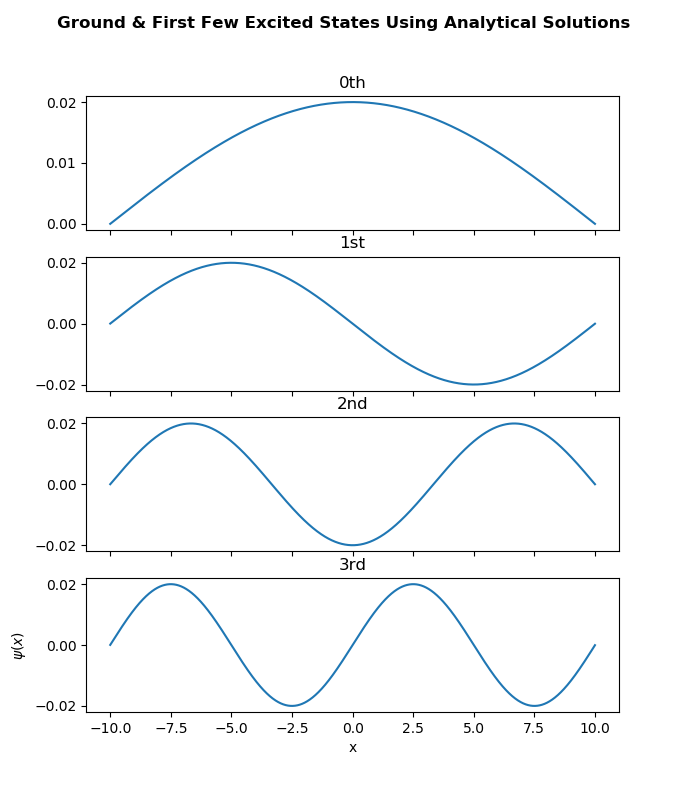 Ground & First Few Excited States Using Analytical Solutions
0th
0.02
0.01
0.00
1st
0.02
0.00
−0.02
2nd
0.02
0.00
−0.02
3rd
0.02
0.00
−0.02
ψ(x)
−10.0 −7.5 −5.0 −2.5 0.0 2.5 5.0 7.5 10.0
x